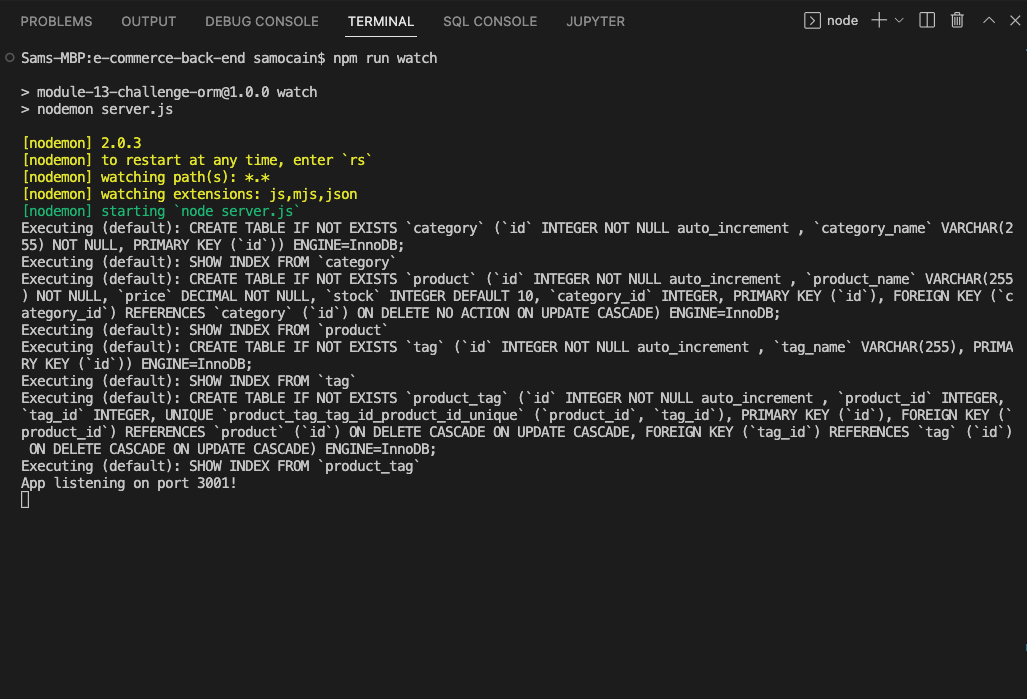 PROBLEMS OUTPUT DEBUG CONSOLE TERMINAL SQL CONSOLE JUPYTER node
Sams-MBP:e-commerce-back-end samocain$ npm run watch
> module-13-challenge-orm@1.0.0 watch
> nodemon server.js
[nodemon] 2.0.3
[nodemon] to restart at any time, enter `rs`
[nodemon] watching path(s): *.*
[nodemon] watching extensions: js,mjs,json
[nodemon] starting `node server.js`
Executing (default): CREATE TABLE IF NOT EXISTS `category` (`id` INTEGER NOT NULL auto_increment , `category_name` VARCHAR(2
55) NOT NULL, PRIMARY KEY (`id`)) ENGINE=InnoDB;
Executing (default): SHOW INDEX FROM `category`
Executing (default): CREATE TABLE IF NOT EXISTS `product` (`id` INTEGER NOT NULL auto_increment , `product_name` VARCHAR(255
) NOT NULL, `price` DECIMAL NOT NULL, `stock` INTEGER DEFAULT 10, `category_id` INTEGER, PRIMARY KEY (`id`), FOREIGN KEY (`c
ategory_id`) REFERENCES `category` (`id`) ON DELETE NO ACTION ON UPDATE CASCADE) ENGINE=InnoDB;
Executing (default): SHOW INDEX FROM `product`
Executing (default): CREATE TABLE IF NOT EXISTS `tag` (`id` INTEGER NOT NULL auto_increment , `tag_name` VARCHAR(255), PRIMA
RY KEY (`id`)) ENGINE=InnoDB;
Executing (default): SHOW INDEX FROM `tag`
Executing (default): CREATE TABLE IF NOT EXISTS `product_tag` (`id` INTEGER NOT NULL auto_increment , `product_id` INTEGER,
`tag_id` INTEGER, UNIQUE `product_tag_tag_id_product_id_unique` (`product_id`, `tag_id`), PRIMARY KEY (`id`), FOREIGN KEY (`
product_id`) REFERENCES `product` (`id`) ON DELETE CASCADE ON UPDATE CASCADE, FOREIGN KEY (`tag_id`) REFERENCES `tag` (`id`)
ON DELETE CASCADE ON UPDATE CASCADE) ENGINE=InnoDB;
Executing (default): SHOW INDEX FROM `product_tag`
App listening on port 3001!